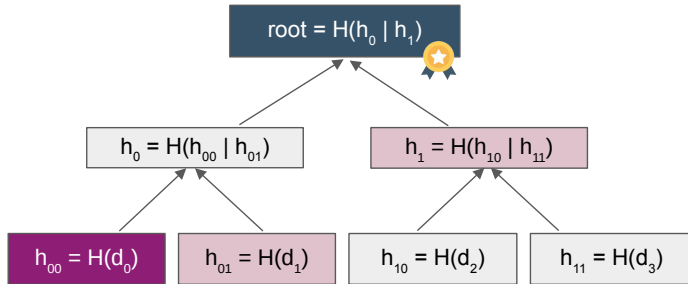 root = H(h₀ | h₁)
h₀ = H(h₀₀ | h₀₁)
h₁ = H(h₁₀ | h₁₁)
h₀₀ = H(d₀)
h₀₁ = H(d₁)
h₁₀ = H(d₂)
h₁₁ = H(d₃)